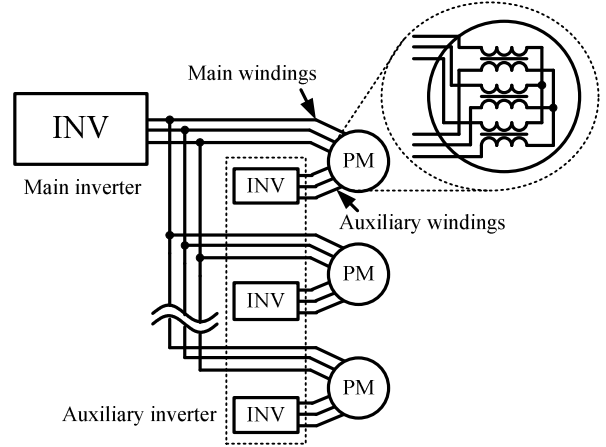 Main windings
INV
PM
Main inverter
INV
Auxiliary windings
PM
INV
PM
Auxiliary inverter
INV